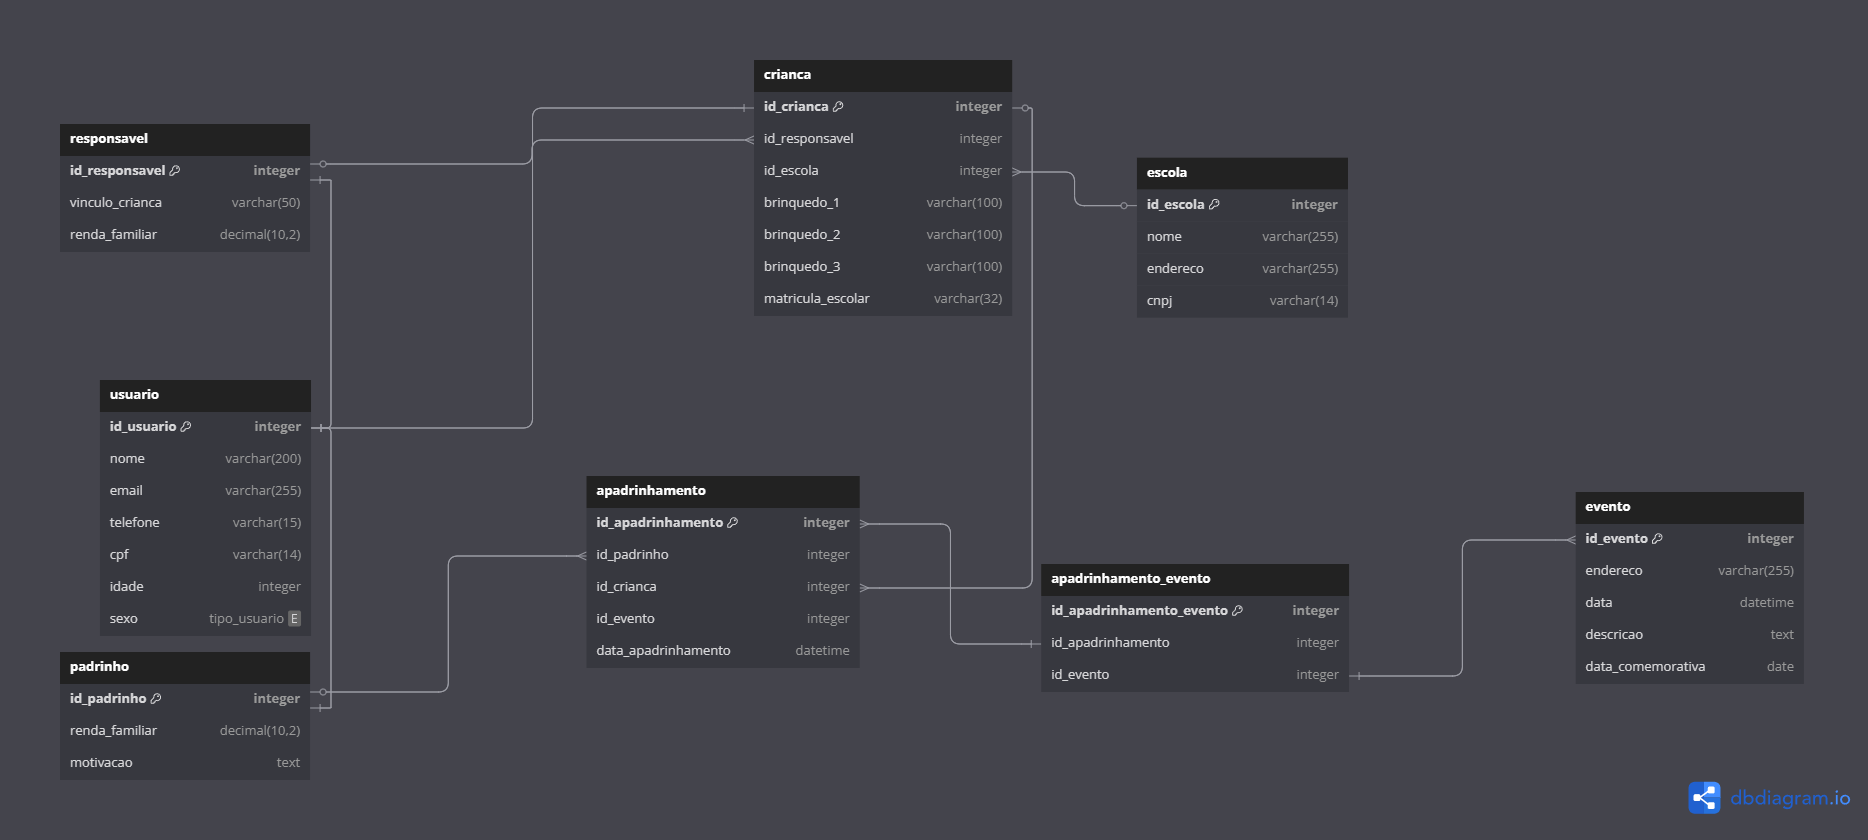 responsavel
id_responsavel integer
vinculo_crianca varchar(50)
renda_familiar decimal(10,2)
usuario
id_usuario integer
nome varchar(200)
email varchar(255)
telefone varchar(15)
cpf varchar(14)
idade integer
sexo tipo_usuario E
padrinho
id_padrinho integer
renda_familiar decimal(10,2)
motivacao text
crianca
id_crianca integer
id_responsavel integer
id_escola integer
brinquedo_1 varchar(100)
brinquedo_2 varchar(100)
brinquedo_3 varchar(100)
matricula_escolar varchar(32)
apadrinhamento
id_apadrinhamento integer
id_padrinho integer
id_crianca integer
id_evento integer
data_apadrinhamento datetime
escola
id_escola integer
nome varchar(255)
endereco varchar(255)
cnpj varchar(14)
apadrinhamento_evento
id_apadrinhamento_evento integer
id_apadrinhamento integer
id_evento integer
evento
id_evento integer
endereco varchar(255)
data datetime
descricao text
data_comemorativa date
dbdiagram.io